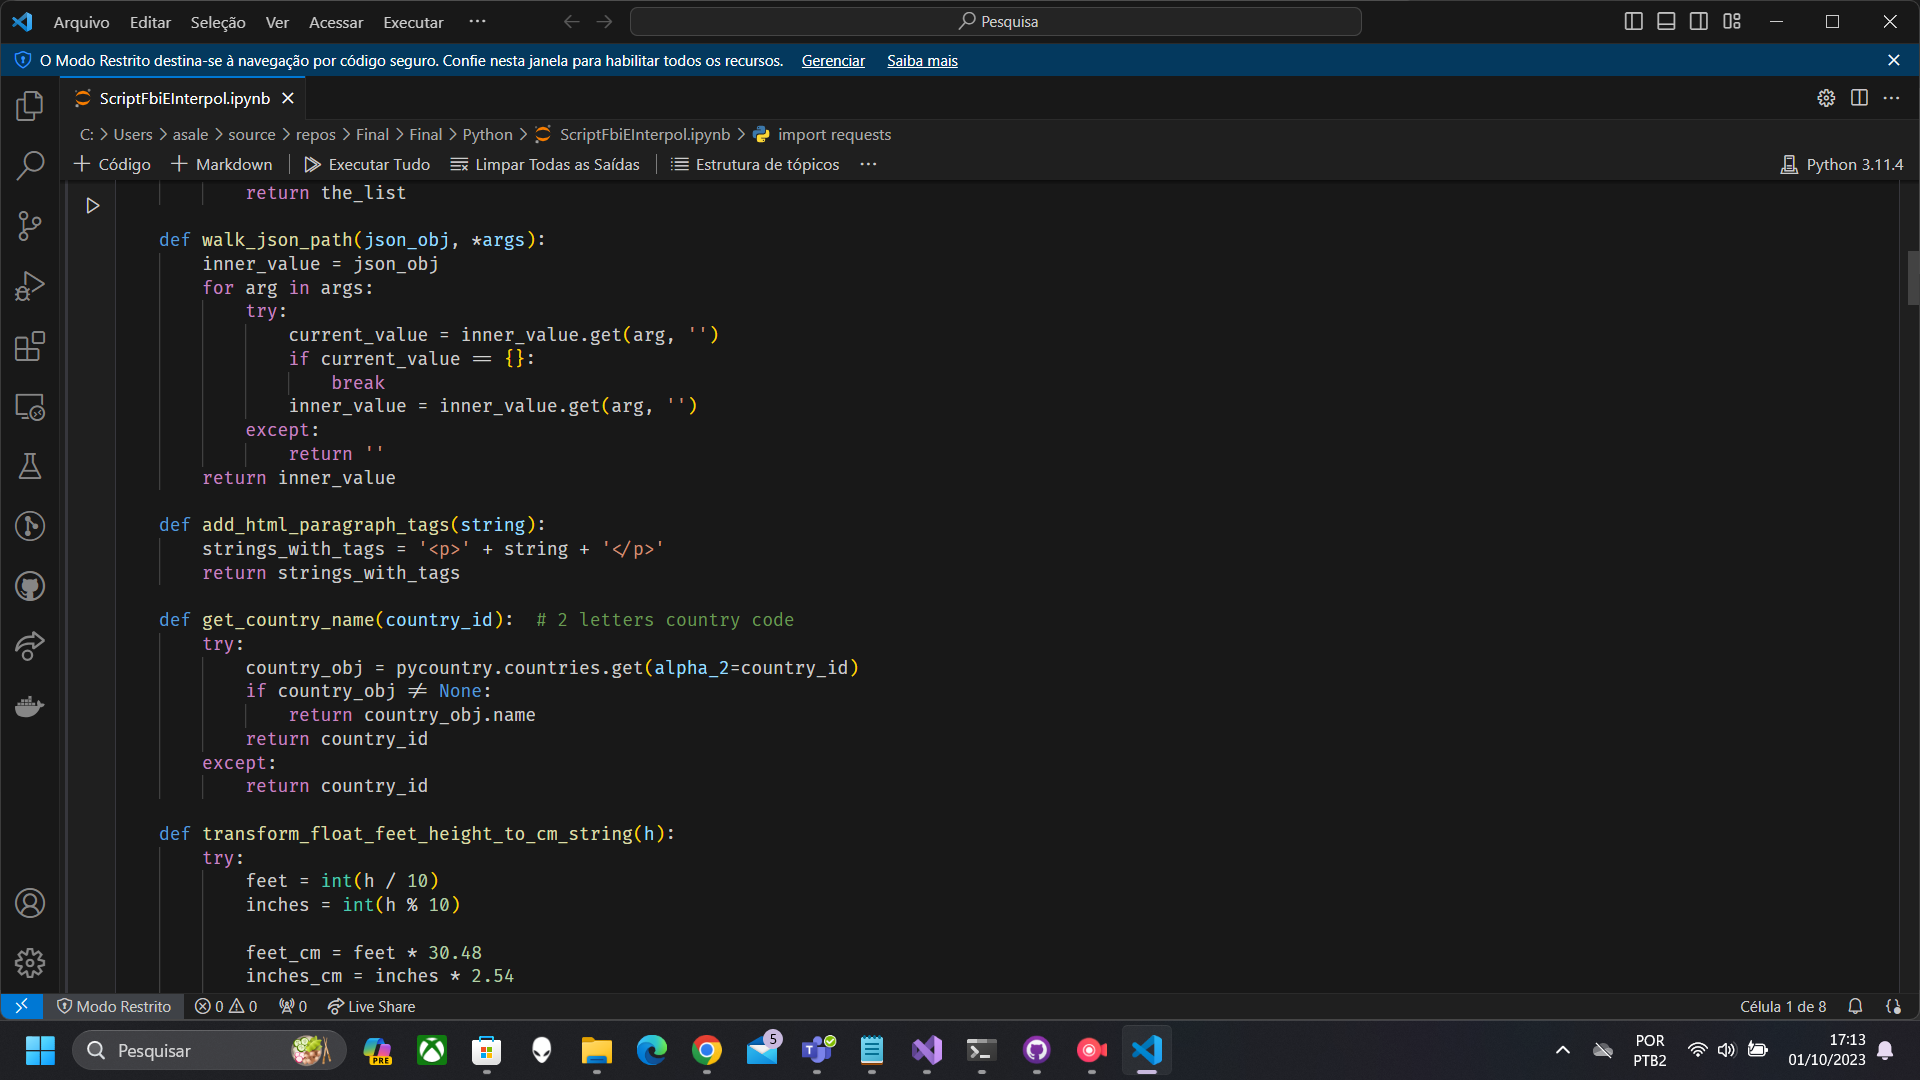 Arquivo Editar Seleção Ver Acessar Executar ··· Pesquisa
O Modo Restrito destina-se à navegação por código seguro. Confie nesta janela para habilitar todos os recursos. Gerenciar Saiba mais
ScriptFbiEInterpol.ipynb
C: > Users > asale > source > repos > Final > Final > Python > ScriptFbiEInterpol.ipynb > import requests
+ Código + Markdown | Executar Tudo Limpar Todas as Saídas | Estrutura de tópicos ··· Python 3.11.4
return the_list
def walk_json_path(json_obj, *args):
inner_value = json_obj
for arg in args:
try:
current_value = inner_value.get(arg, '')
if current_value == {}:
break
inner_value = inner_value.get(arg, '')
except:
return ''
return inner_value
def add_html_paragraph_tags(string):
strings_with_tags = '<p>' + string + '</p>'
return strings_with_tags
def get_country_name(country_id):  # 2 letters country code
try:
country_obj = pycountry.countries.get(alpha_2=country_id)
if country_obj != None:
return country_obj.name
return country_id
except:
return country_id
def transform_float_feet_height_to_cm_string(h):
try:
feet = int(h / 10)
inches = int(h % 10)
feet_cm = feet * 30.48
inches_cm = inches * 2.54
Modo Restrito 0 0 0 Live Share Célula 1 de 8
Pesquisar PRE 5 POR 17:13
PTB2 01/10/2023